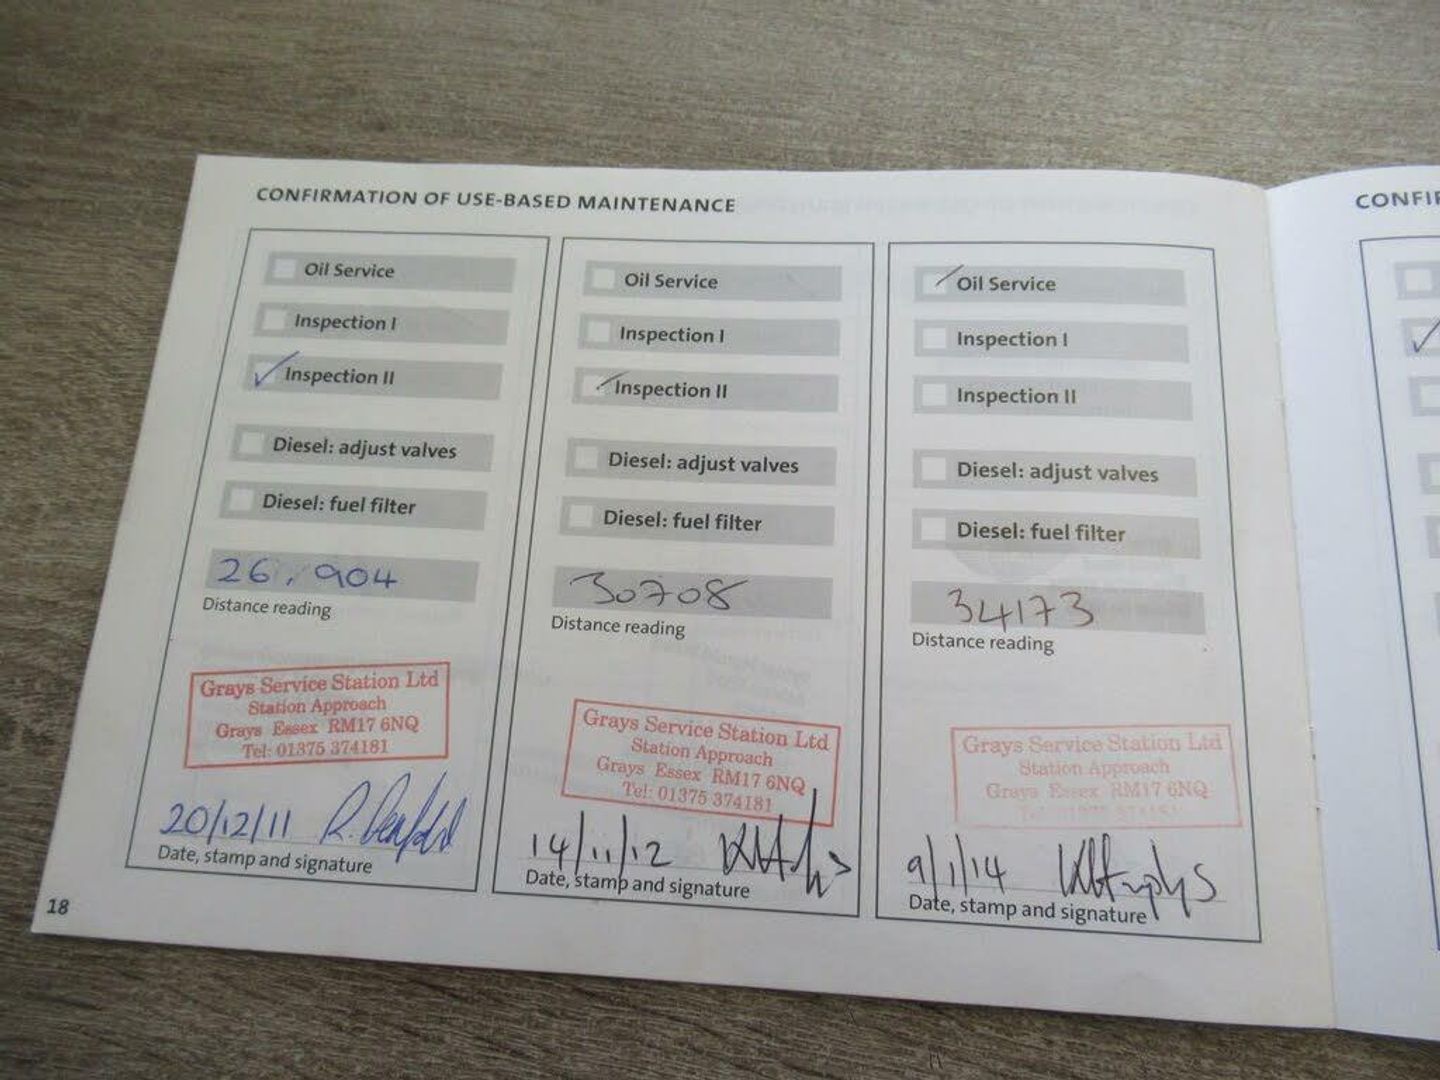 CONFIRMATION OF USE-BASED MAINTENANCE
Oil Service
Inspection I
Inspection II
Diesel: adjust valves
Diesel: fuel filter
26,904
Distance reading
Grays Service Station Ltd
Station Approach
Grays Essex RM17 6NQ
Tel: 01375 374181
20/12/11
Date, stamp and signature
Oil Service
Inspection I
Inspection II
Diesel: adjust valves
Diesel: fuel filter
30708
Distance reading
Grays Service Station Ltd
Station Approach
Grays Essex RM17 6NQ
Tel: 01375 374181
14/11/12
Date, stamp and signature
Oil Service
Inspection I
Inspection II
Diesel: adjust valves
Diesel: fuel filter
34173
Distance reading
Grays Service Station Ltd
Station Approach
Grays Essex RM17 6NQ
Tel: 01375 374181
9/1/14
Date, stamp and signature
18
CONFI